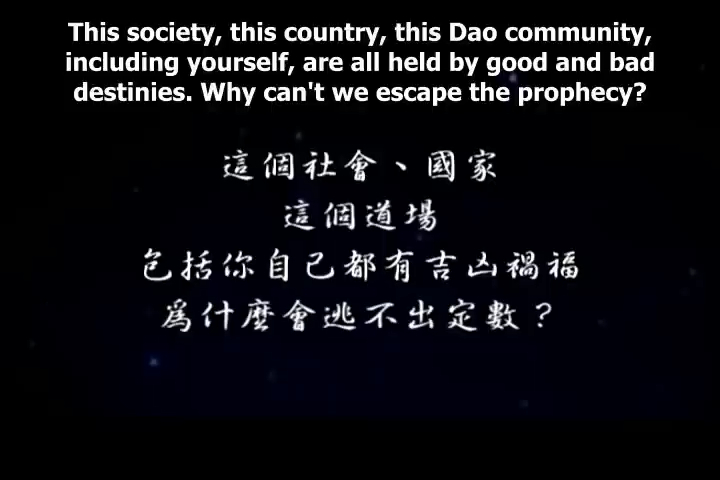 This society, this country, this Dao community,
including yourself, are all held by good and bad
destinies. Why can't we escape the prophecy?
這個社會、國家
這個道場
包括你自己都有吉凶禍福
爲什麼會逃不出定數？